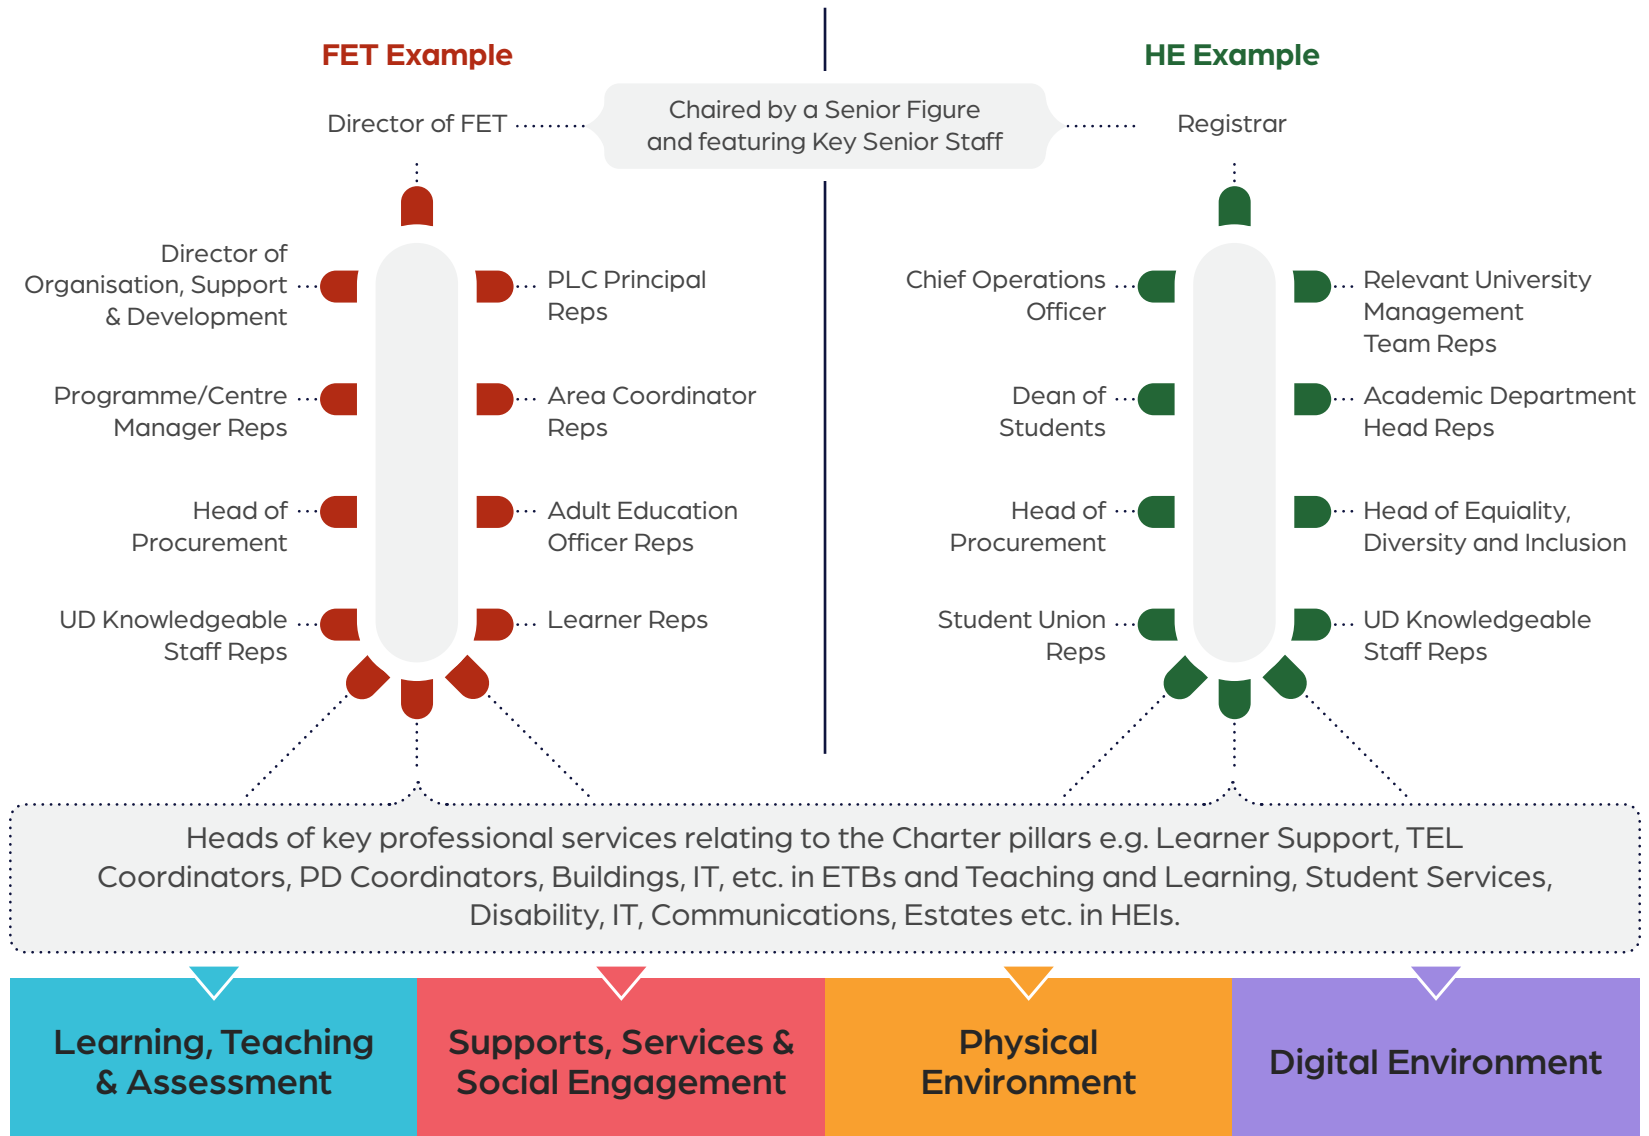 FET Example
HE Example
Chaired by a Senior Figure
and featuring Key Senior Staff
Director of FET
Registrar
Director of
Organisation, Support
& Development
PLC Principal
Reps
Programme/Centre
Manager Reps
Area Coordinator
Reps
Head of
Procurement
Adult Education
Officer Reps
UD Knowledgeable
Staff Reps
Learner Reps
Chief Operations
Officer
Relevant University
Management
Team Reps
Dean of
Students
Academic Department
Head Reps
Head of
Procurement
Head of Equiality,
Diversity and Inclusion
Student Union
Reps
UD Knowledgeable
Staff Reps
Heads of key professional services relating to the Charter pillars e.g. Learner Support, TEL
Coordinators, PD Coordinators, Buildings, IT, etc. in ETBs and Teaching and Learning, Student Services,
Disability, IT, Communications, Estates etc. in HEIs.
Learning, Teaching
& Assessment
Supports, Services &
Social Engagement
Physical
Environment
Digital Environment